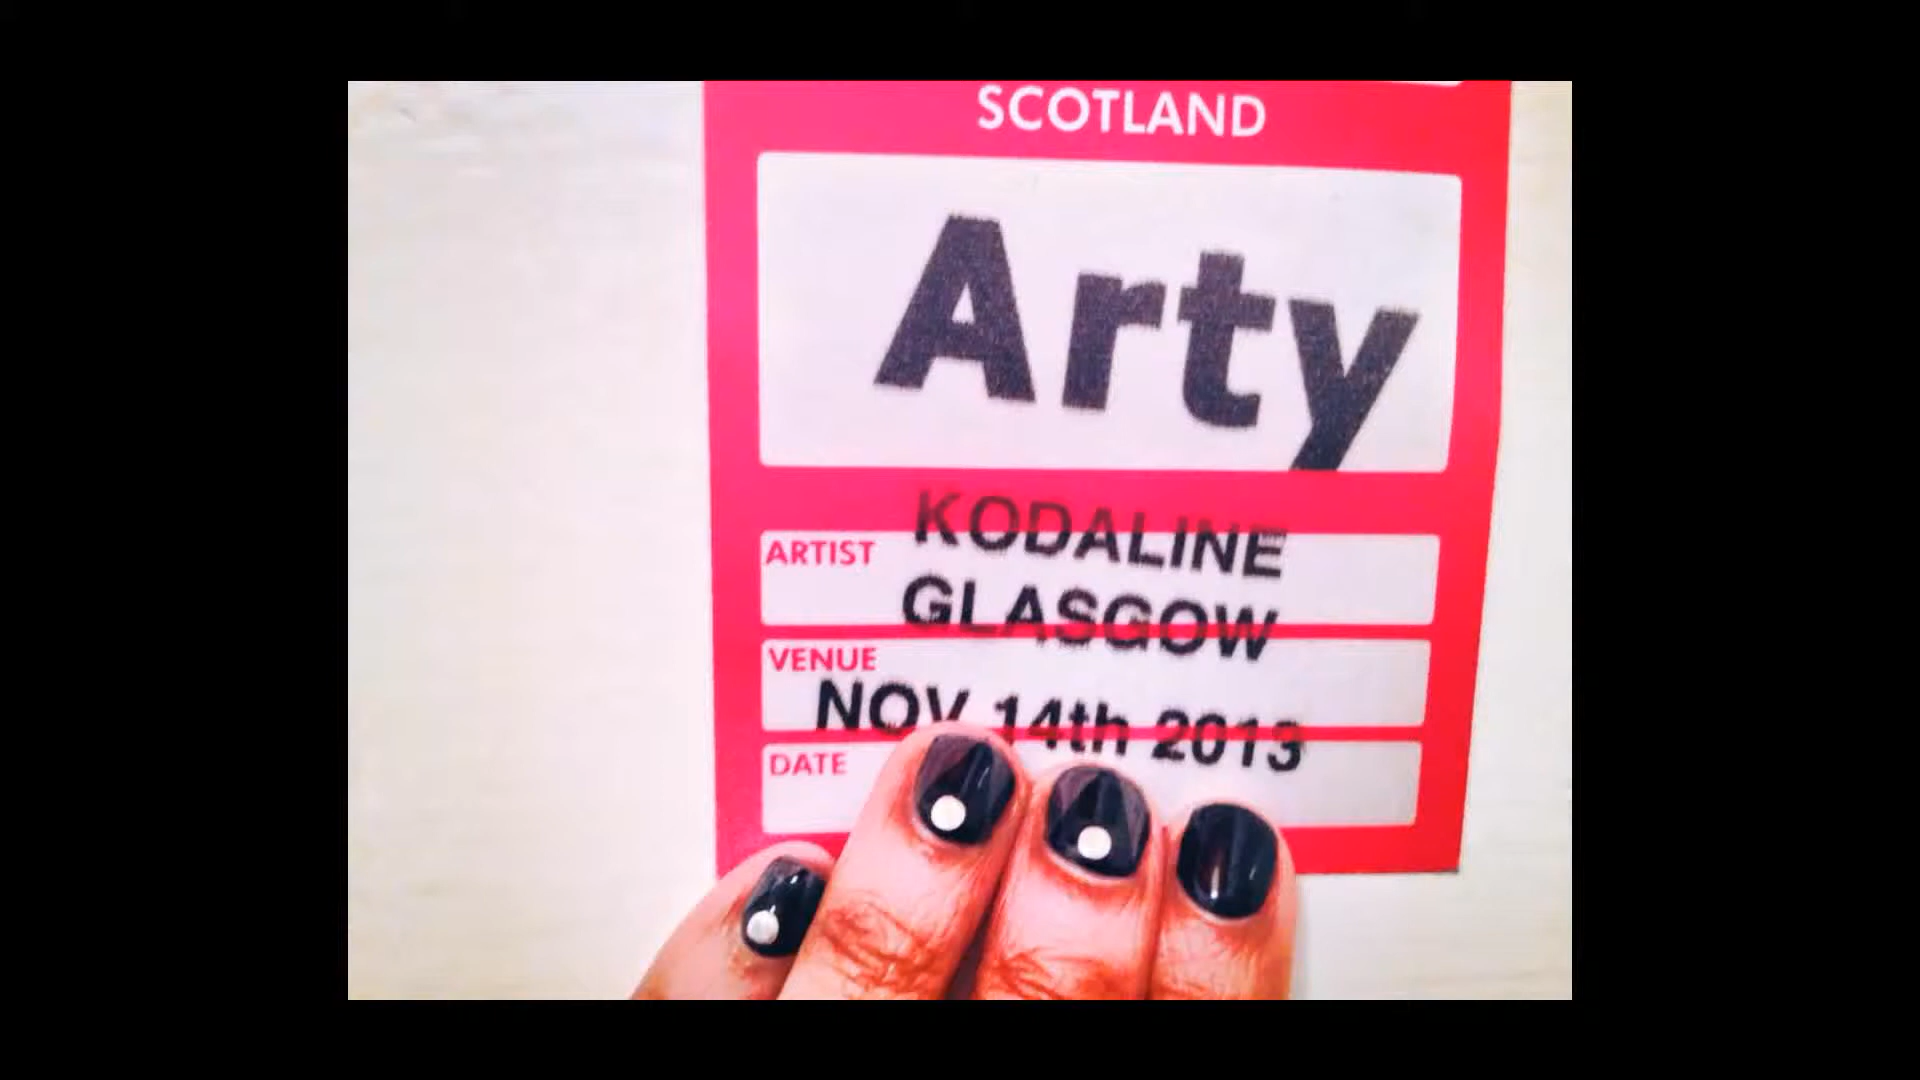 SCOTLAND
Arty
KODALINE
ARTIST
GLASGOW
VENUE
NOV 14th 2013
DATE